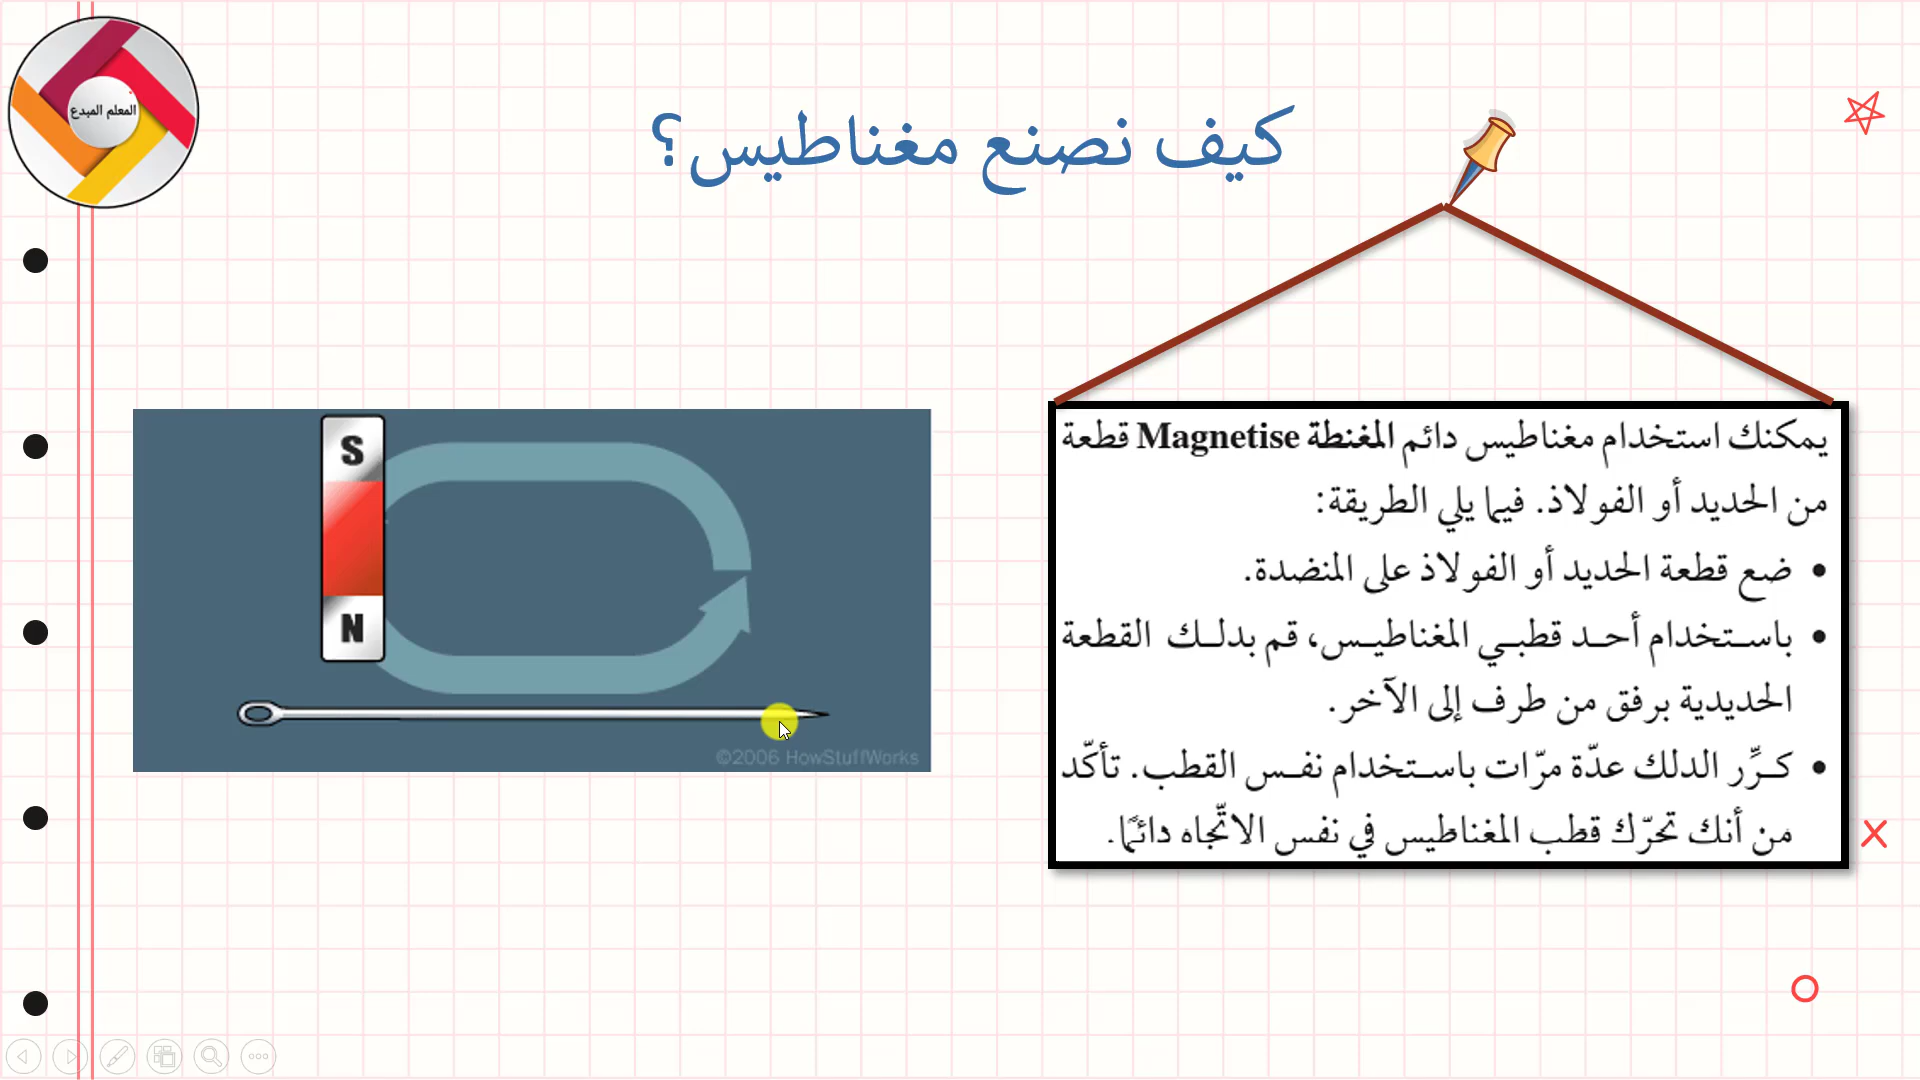 المعلم المبدع
كيف نصنع مغناطيس؟
يمكنك استخدام مغناطيس دائم المغنطة Magnetise قطعة
من الحديد أو الفولاذ. فيما يلي الطريقة:
• ضع قطعة الحديد أو الفولاذ على المنضدة.
• باستخدام أحد قطبي المغناطيس، قم بدلك القطعة
الحديدية برفق من طرف إلى الآخر.
• كرِّر الدلك عدّة مرّات باستخدام نفس القطب. تأكّد
من أنك تحرّك قطب المغناطيس في نفس الاتّجاه دائمًا.
S
N
©2006 HowStuffWorks